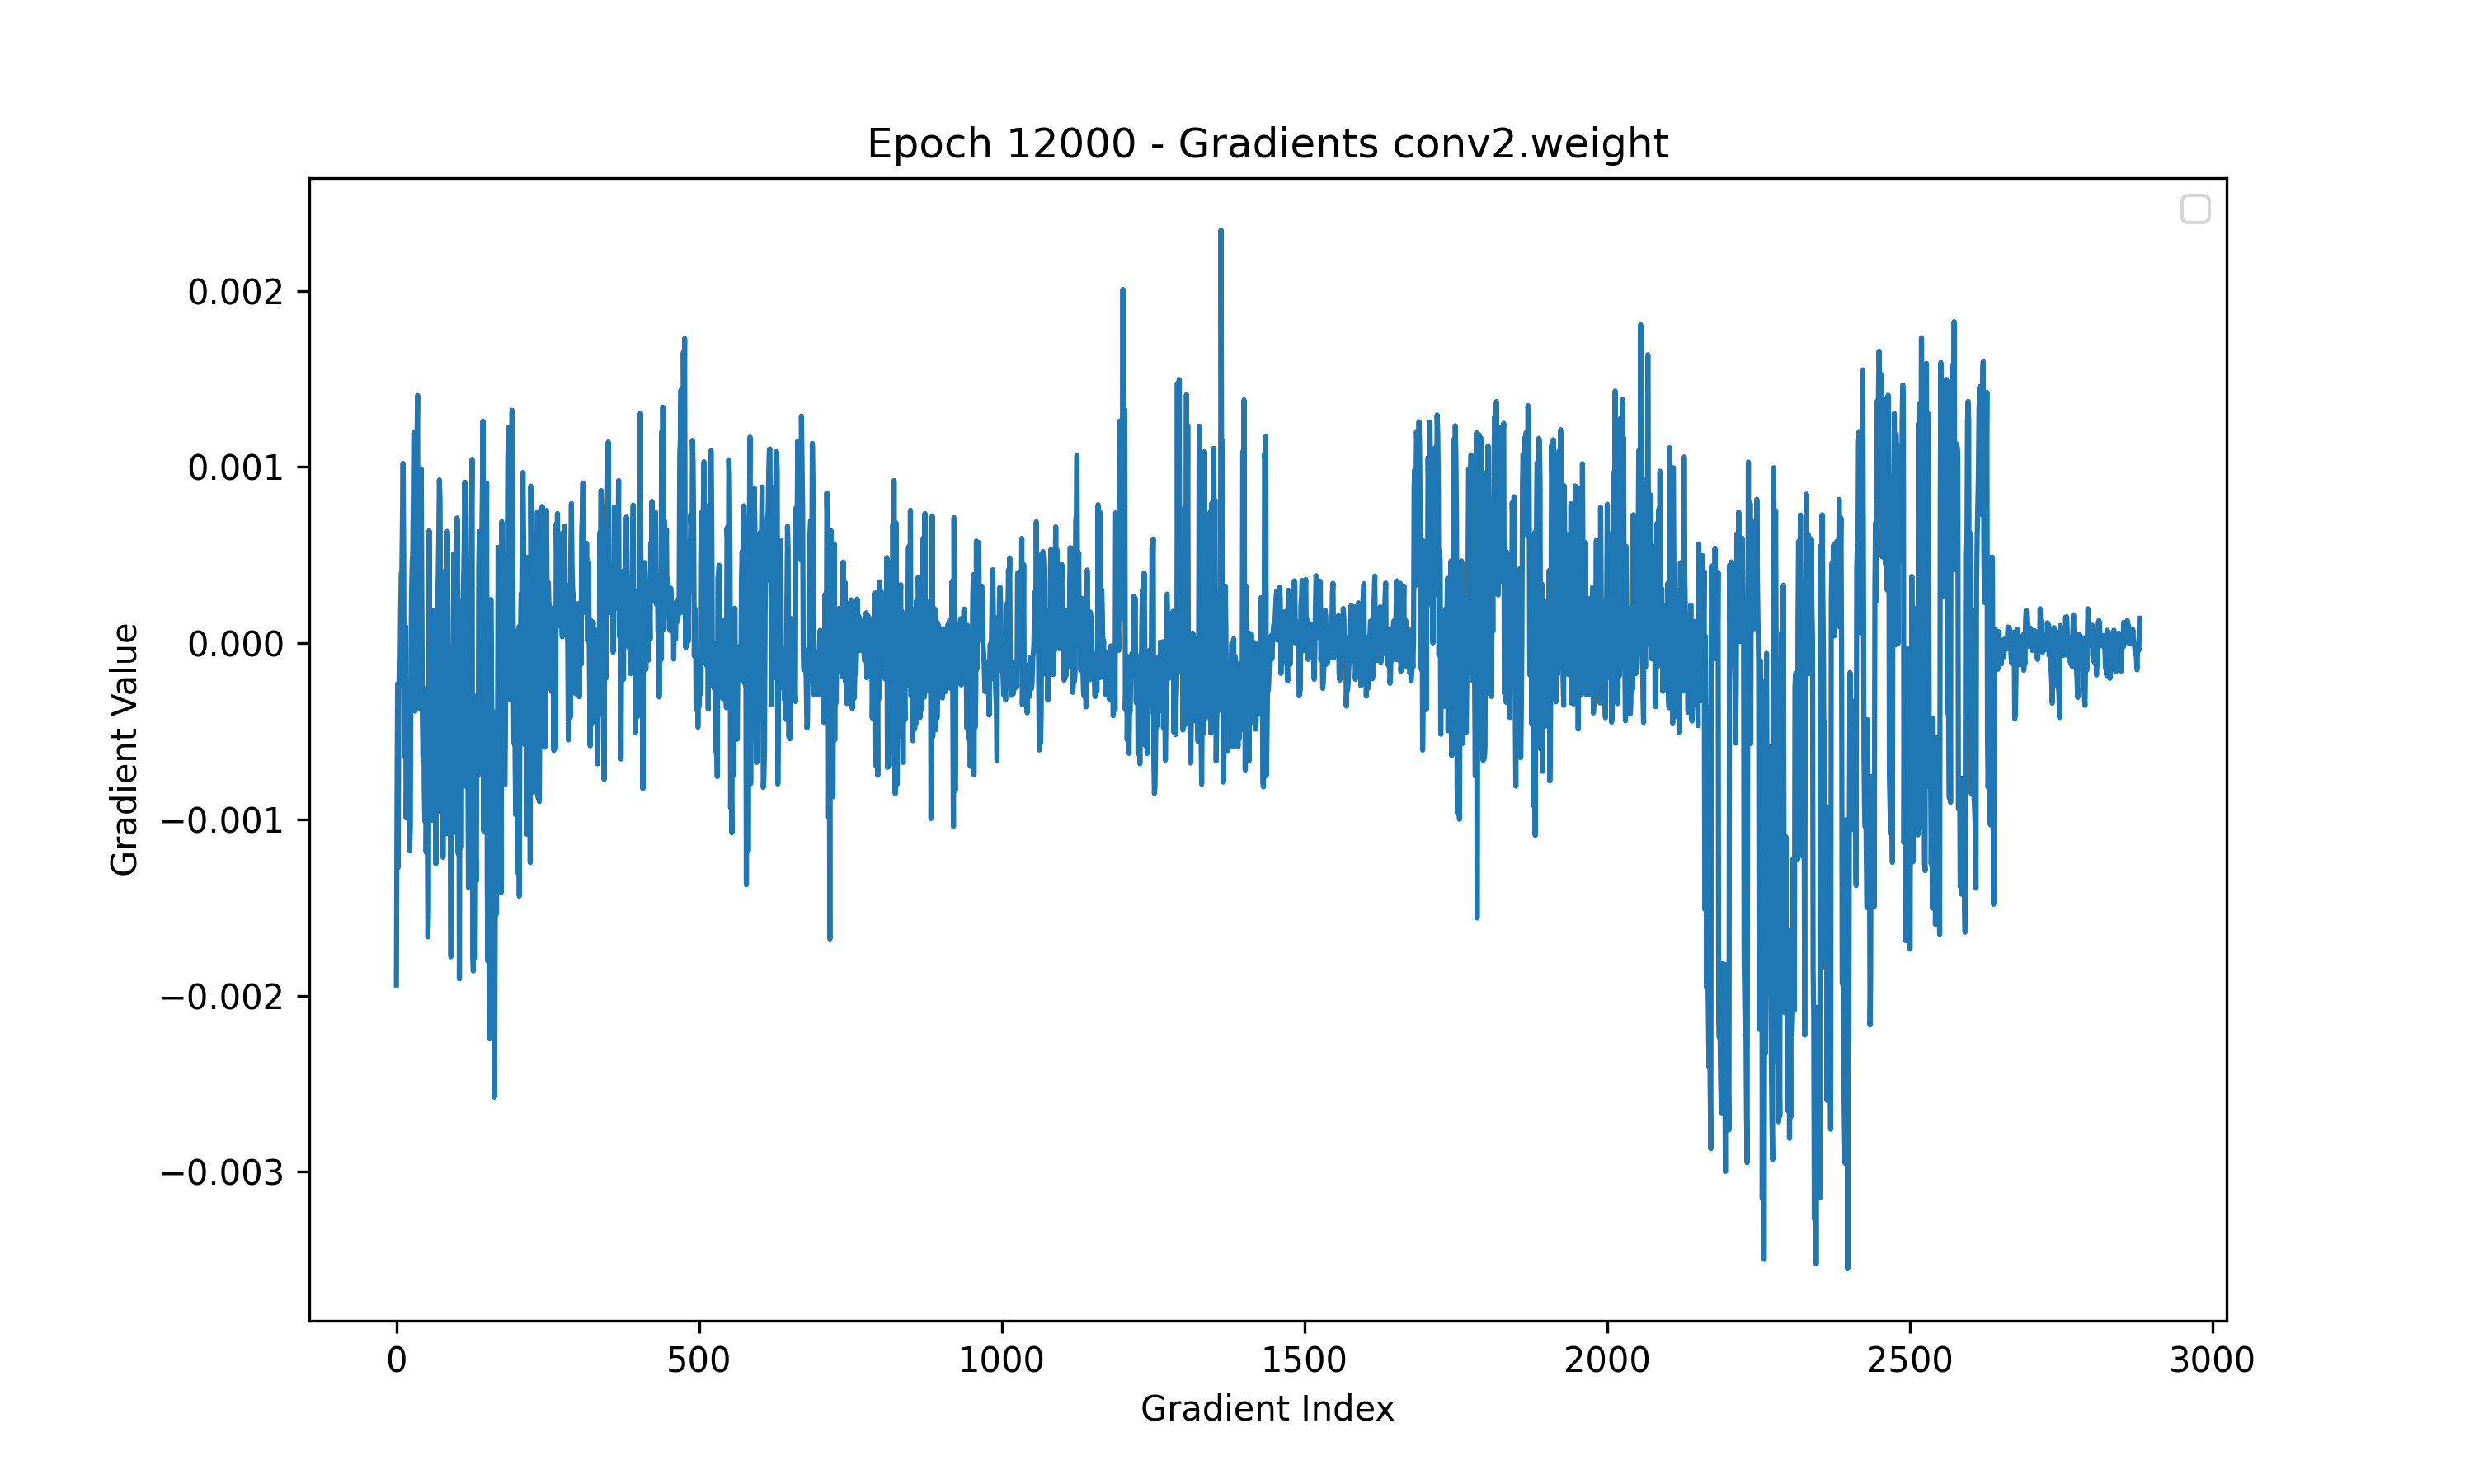 Epoch 12000 - Gradients conv2.weight
0.002
0.001
0.000
−0.001
−0.002
−0.003
Gradient Value
0 500 1000 1500 2000 2500 3000
Gradient Index